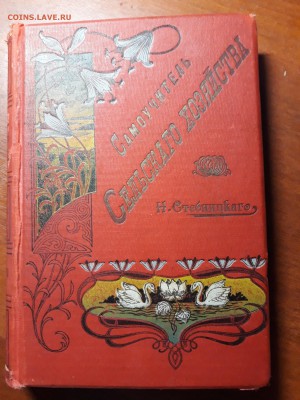 COINS.LAVE.RU
Самоучитель
Сельскаго хозяйства
Н. Стебницкаго